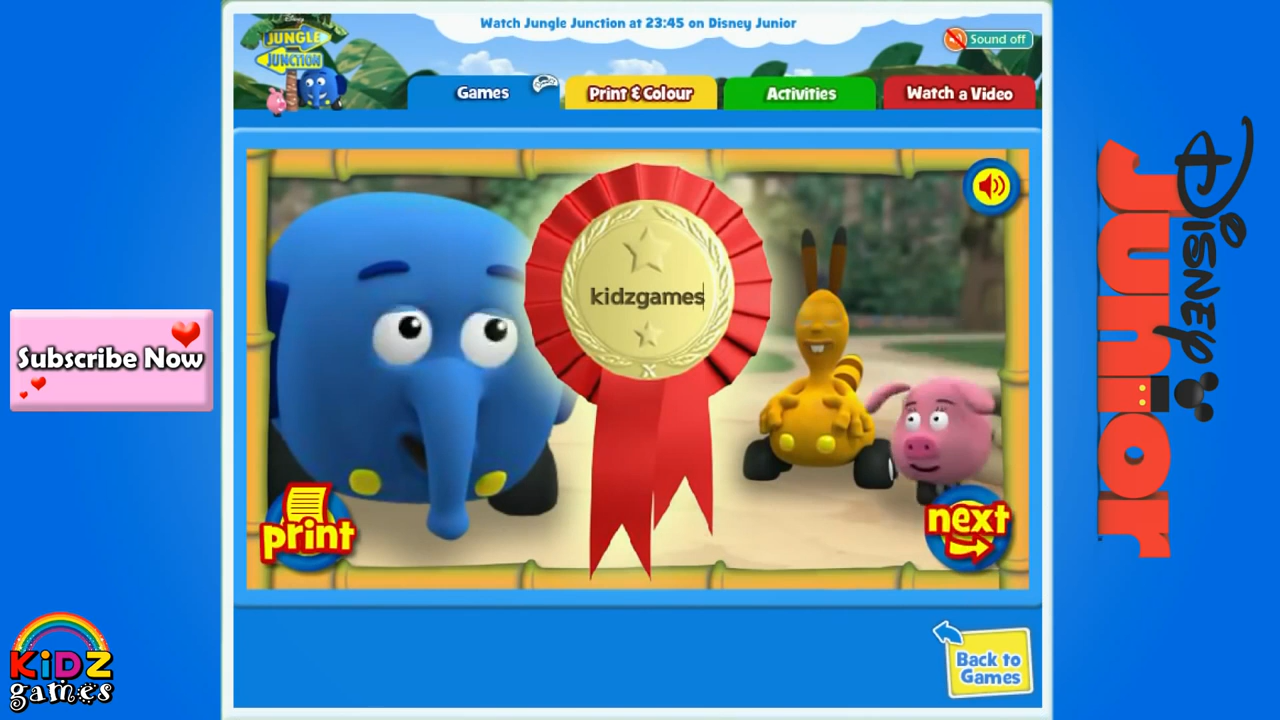 Watch Jungle Junction at 23:45 on Disney Junior
Disney
JUNGLE
JUNCTION
Sound off
Games
Print & Colour
Activities
Watch a Video
kidzgames
Subscribe Now
print
next
Back to
Games
KiDZ
games
Disney
Junior